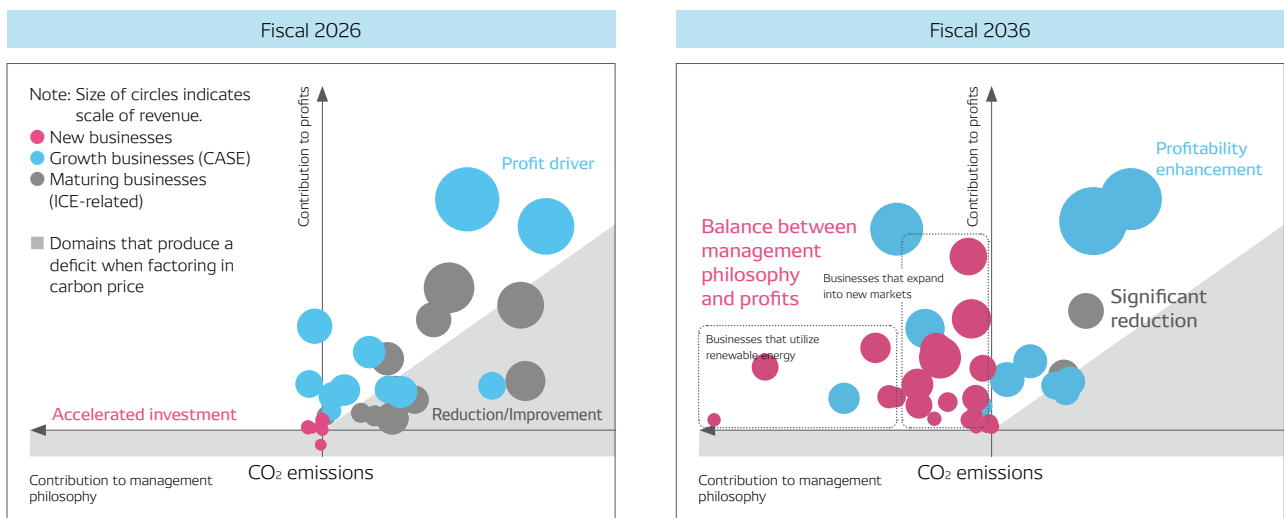 Fiscal 2026
Note: Size of circles indicates
scale of revenue.
New businesses
Growth businesses (CASE)
Maturing businesses
(ICE-related)
Domains that produce a
deficit when factoring in
carbon price
Contribution to profits
Profit driver
Accelerated investment
Reduction/Improvement
CO₂ emissions
Contribution to management
philosophy
Fiscal 2036
Contribution to profits
Profitability
enhancement
Balance between
management
philosophy
and profits
Businesses that expand
into new markets
Significant
reduction
Businesses that utilize
renewable energy
CO₂ emissions
Contribution to management
philosophy